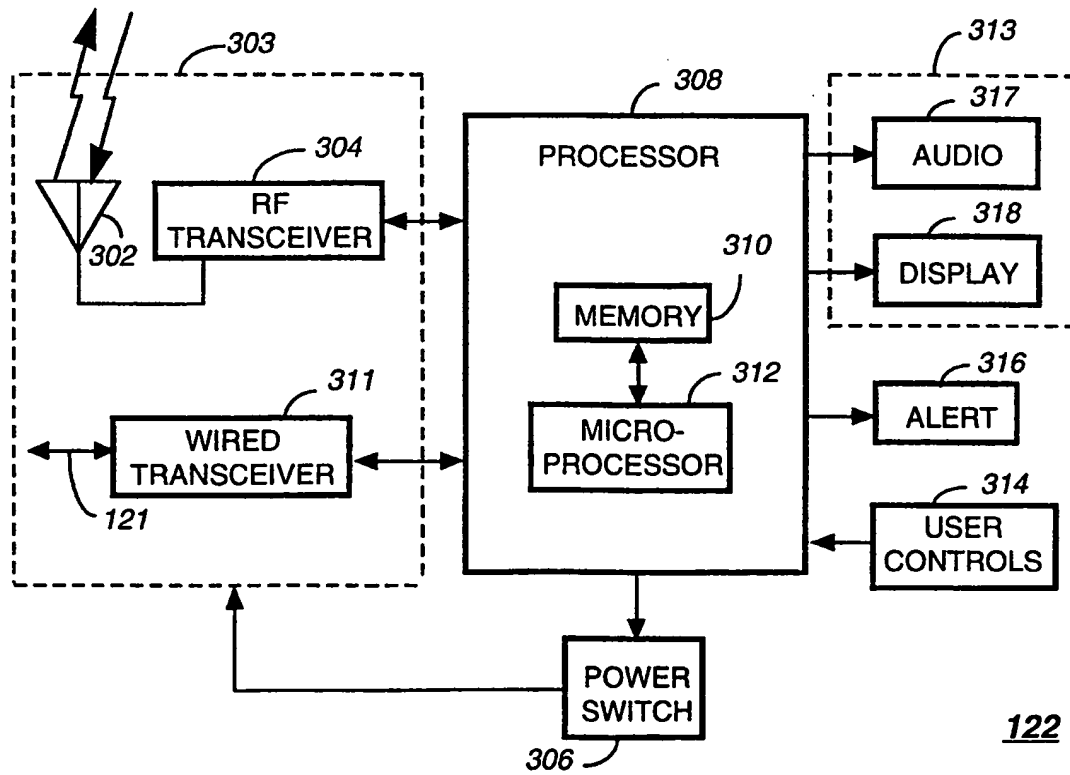 303
308
313
317
AUDIO
PROCESSOR
304
RF
TRANSCEIVER
302
318
DISPLAY
310
MEMORY
312
MICRO-
PROCESSOR
316
ALERT
311
WIRED
TRANSCEIVER
121
314
USER
CONTROLS
POWER
SWITCH
306
122